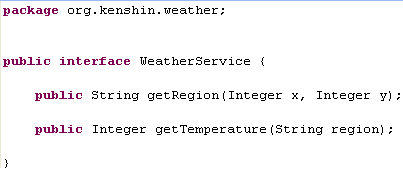 package org.kenshin.weather;
public interface WeatherService {
public String getRegion(Integer x, Integer y);
public Integer getTemperature(String region);
}